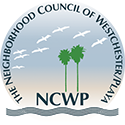 THE NEIGHBORHOOD COUNCIL OF WESTCHESTER/PLAYA
NCWP